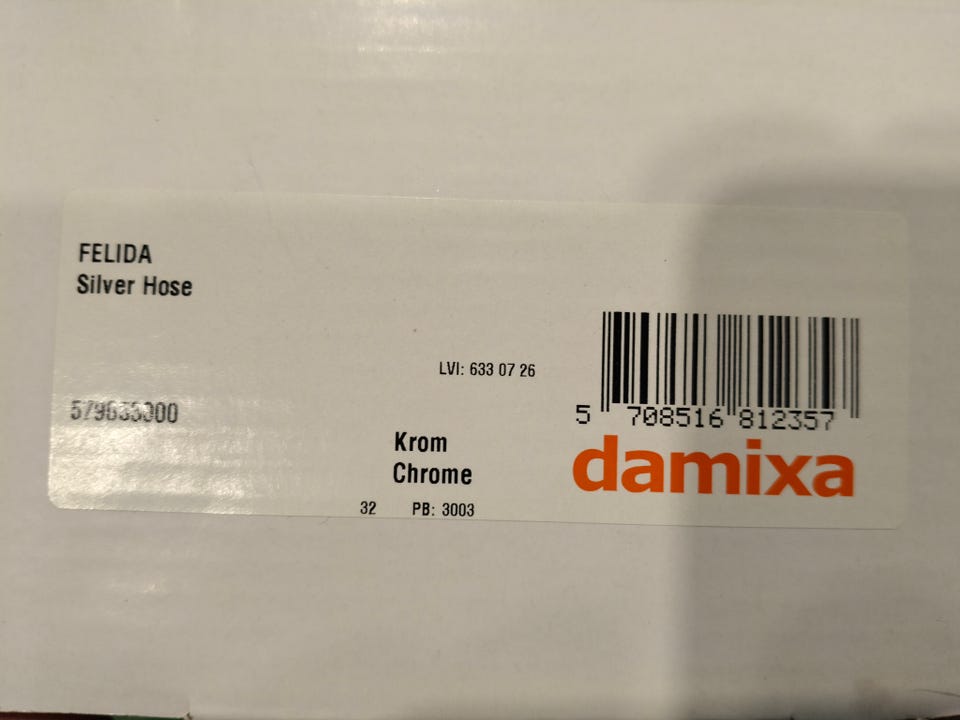 FELIDA
Silver Hose
LVI: 633 07 26
Krom
Chrome
32 PB: 3003
5 708516 812357
damixa